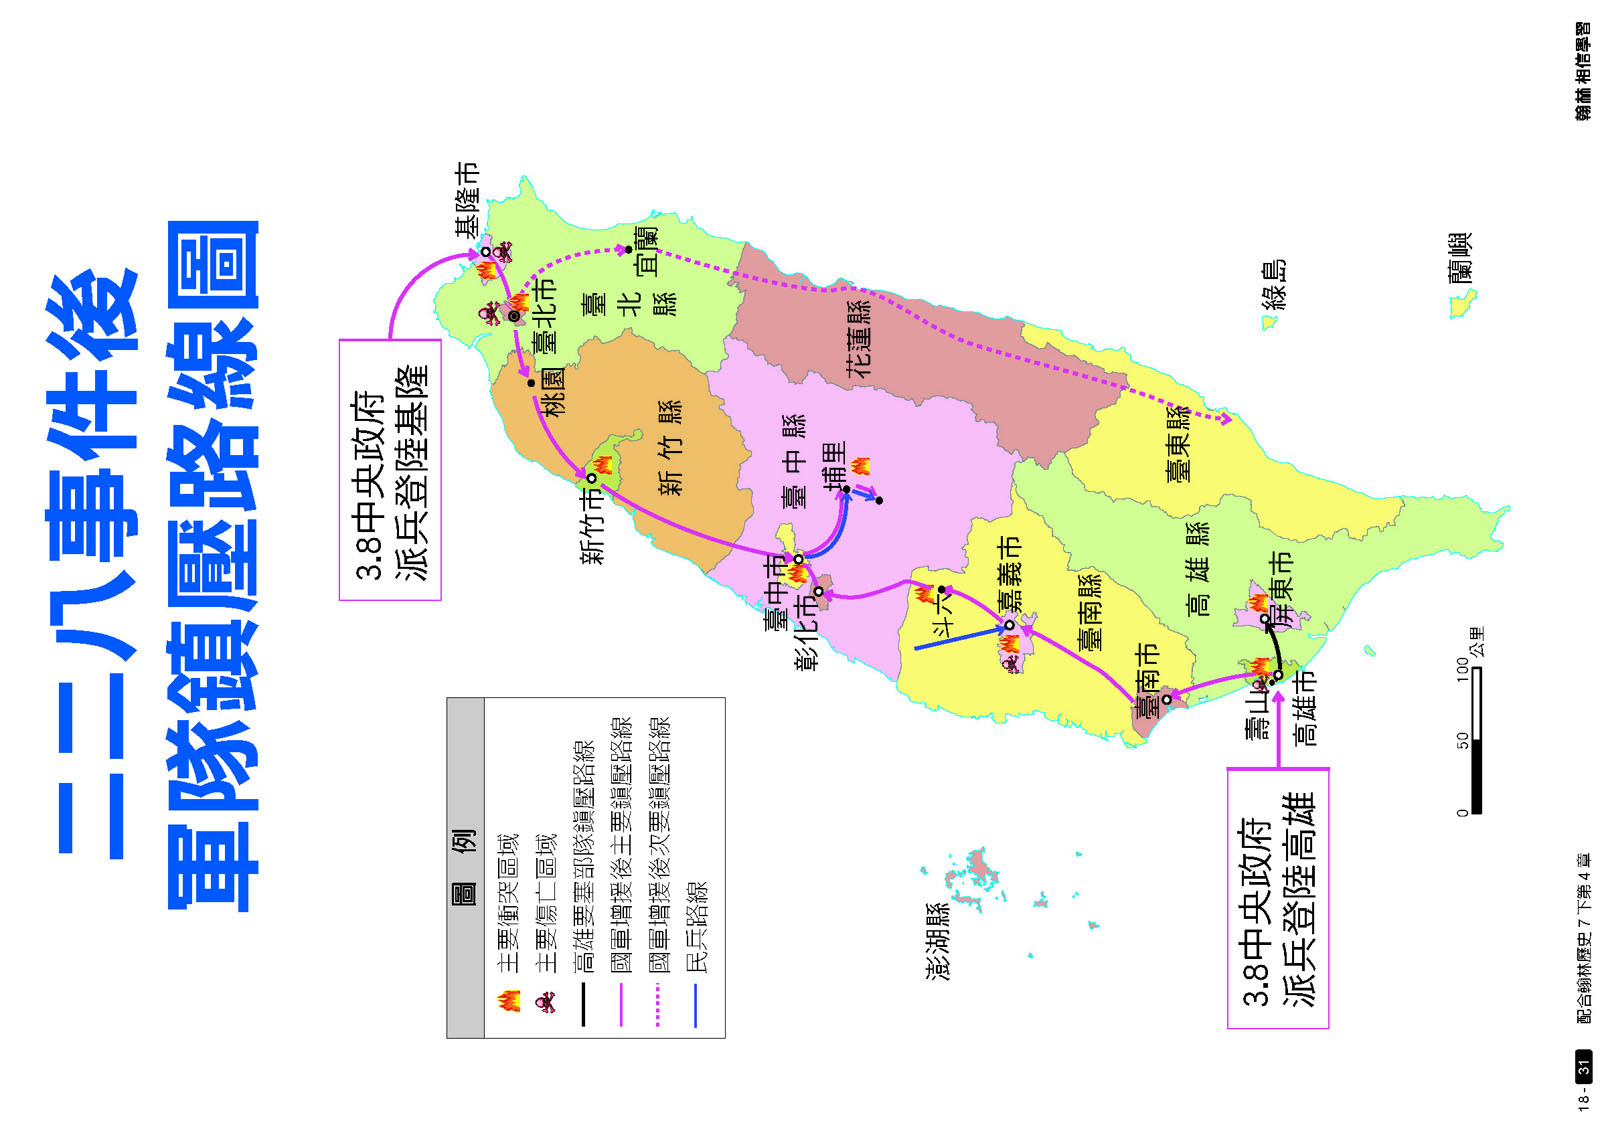 二二八事件後
軍隊鎮壓路線圖
3.8中央政府
派兵登陸基隆
基隆市
臺北市
臺北縣
宜蘭
桃園
新竹市
新竹縣
臺中市
臺中縣
埔里
彰化市
花蓮縣
斗六
嘉義市
臺南縣
臺南市
臺東縣
高雄縣
屏東市
壽山
高雄市
綠島
蘭嶼
澎湖縣
3.8中央政府
派兵登陸高雄
圖例
主要衝突區域
主要傷亡區域
高雄要塞部隊鎮壓路線
國軍增援後主要鎮壓路線
國軍增援後次要鎮壓路線
民兵路線
0 50 100
公里
18-31 配合翰林歷史7下第4章
翰林 相信學習